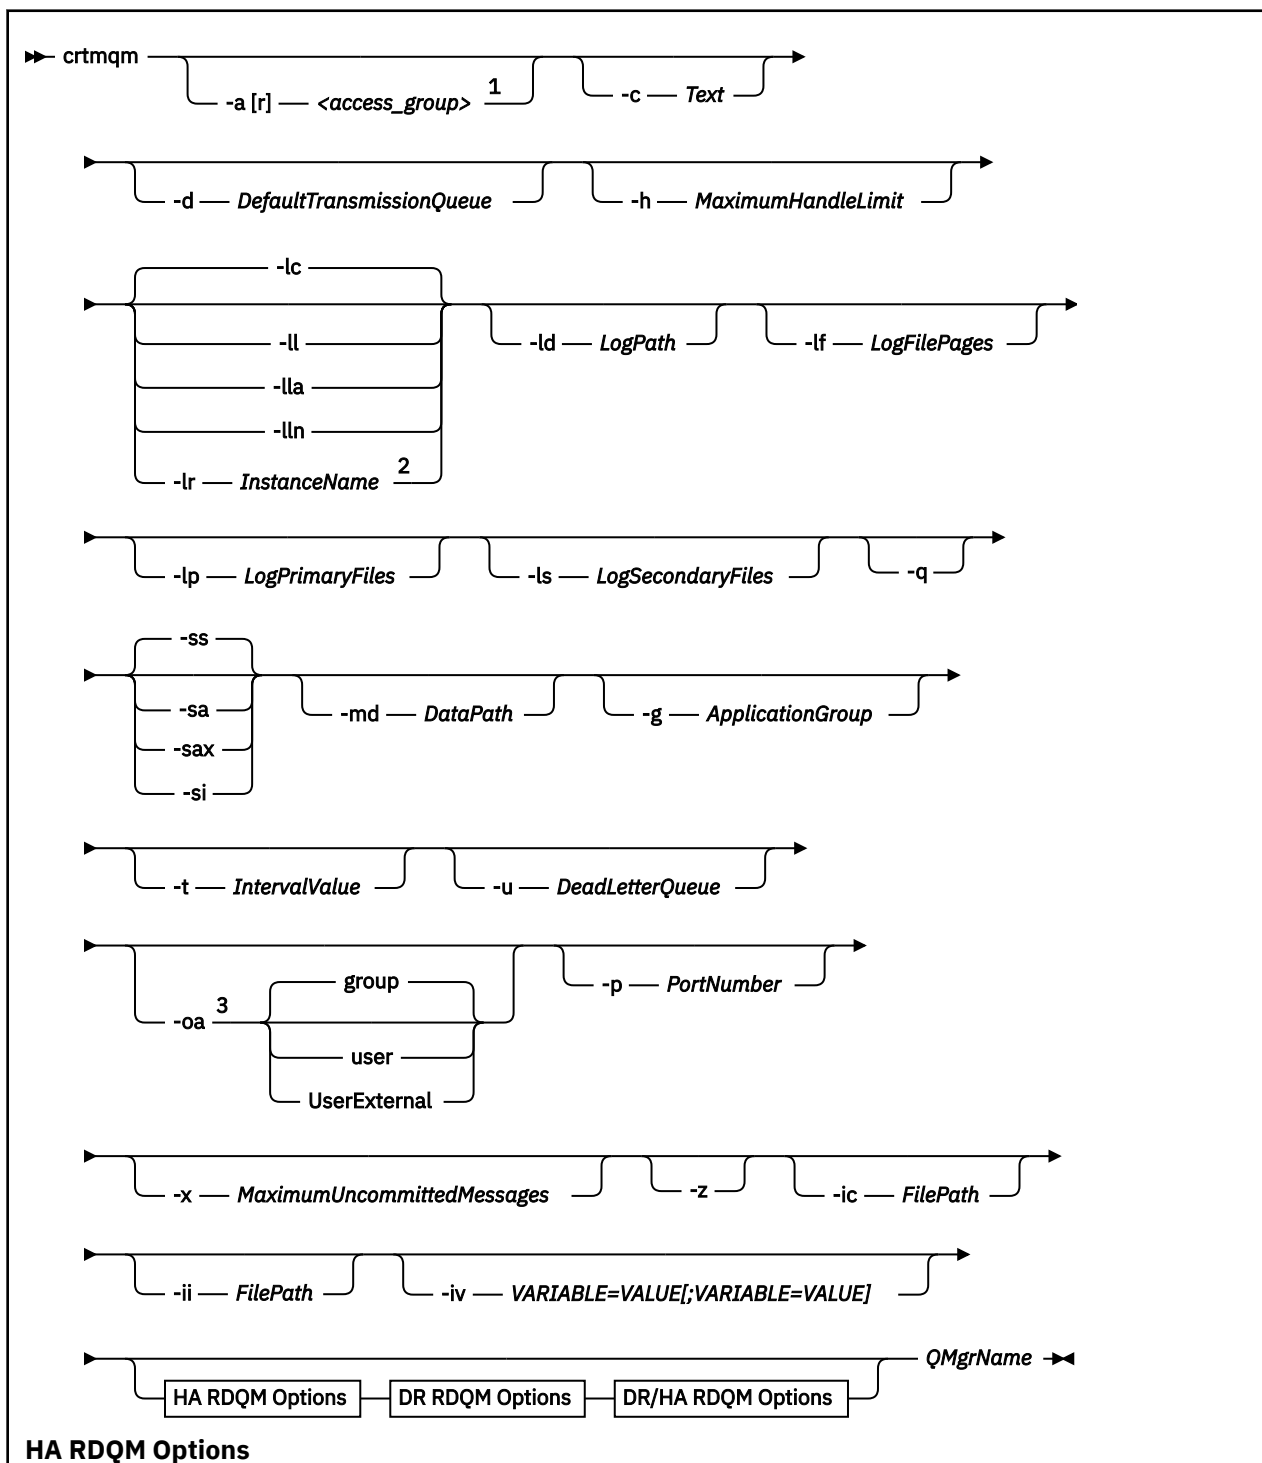 crtmqm
-a [r] <access_group> 1 -c Text
-d DefaultTransmissionQueue -h MaximumHandleLimit
-lc
-ll -ld LogPath -lf LogFilePages
-lla
-lln
-lr InstanceName 2
-lp LogPrimaryFiles -ls LogSecondaryFiles -q
-ss
-sa -md DataPath -g ApplicationGroup
-sax
-si
-t IntervalValue -u DeadLetterQueue
group -p PortNumber
-oa 3
user
UserExternal
-x MaximumUncommittedMessages -z -ic FilePath
-ii FilePath -iv VARIABLE=VALUE[;VARIABLE=VALUE]
QMgrName
HA RDQM Options DR RDQM Options DR/HA RDQM Options
HA RDQM Options